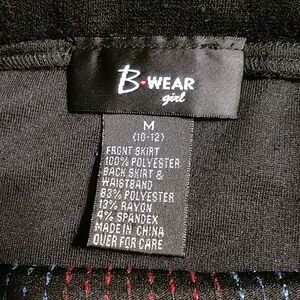 B•WEAR
girl
M
(10-12)
FRONT SKIRT
100% POLYESTER
BACK SKIRT &
WAISTBAND
83% POLYESTER
13% RAYON
4% SPANDEX
MADE IN CHINA
OVER FOR CARE